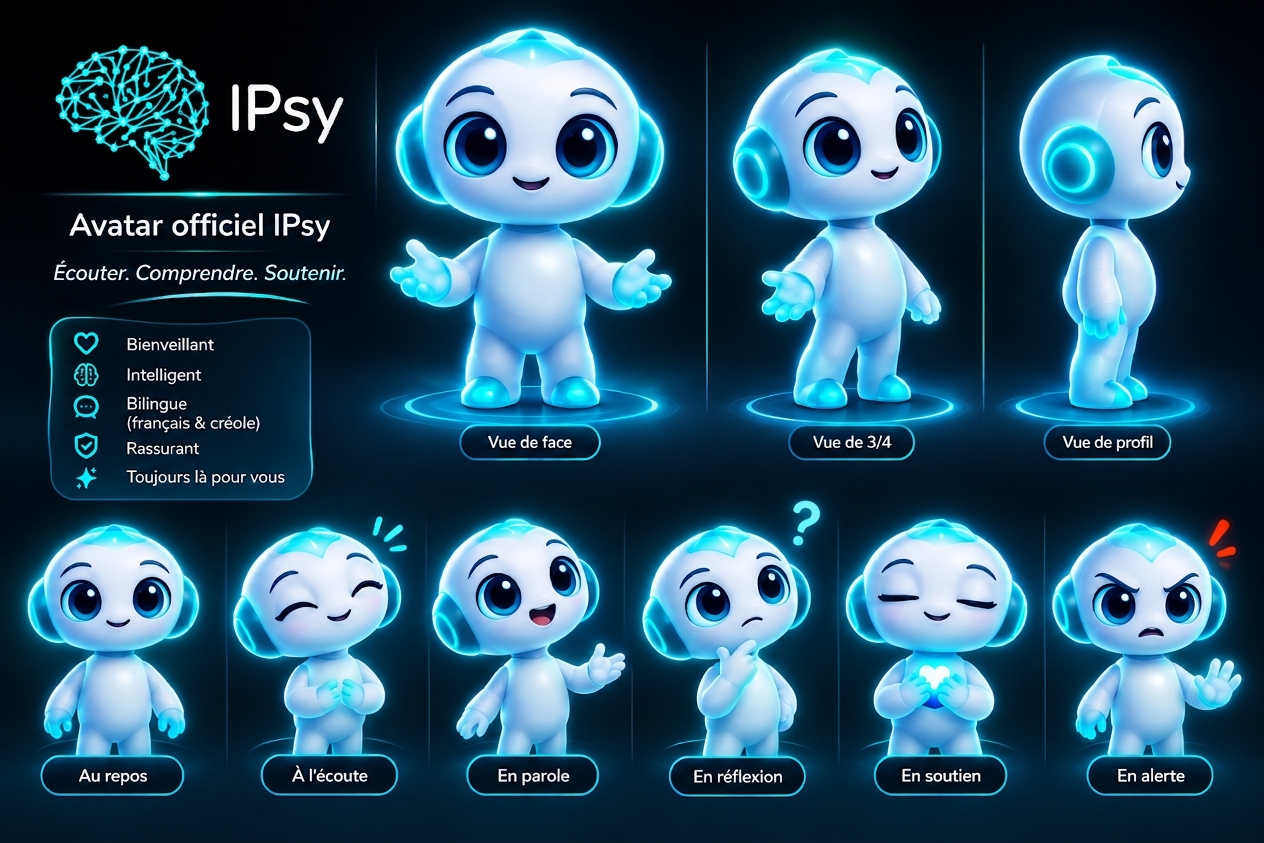 IPsy
Avatar officiel IPsy
Écouter. Comprendre. Soutenir.
Bienveillant
Intelligent
Bilingue
(français & créole)
Rassurant
Toujours là pour vous
Vue de face
Vue de 3/4
Vue de profil
?
Au repos
À l'écoute
En parole
En réflexion
En soutien
En alerte